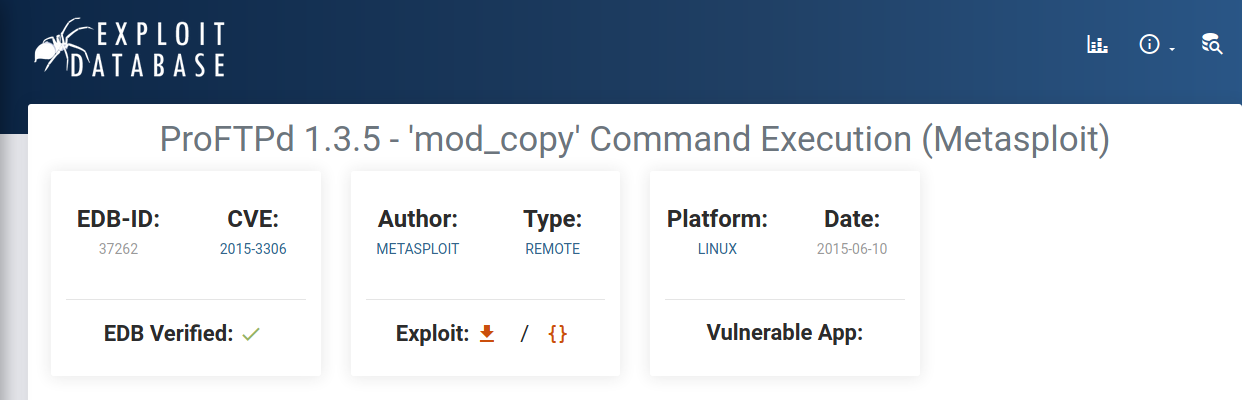 EXPLOIT
DATABASE
ProFTPd 1.3.5 - 'mod_copy' Command Execution (Metasploit)
EDB-ID:
37262
CVE:
2015-3306
EDB Verified:
Author:
METASPLOIT
Type:
REMOTE
Exploit: / {}
Platform:
LINUX
Date:
2015-06-10
Vulnerable App: